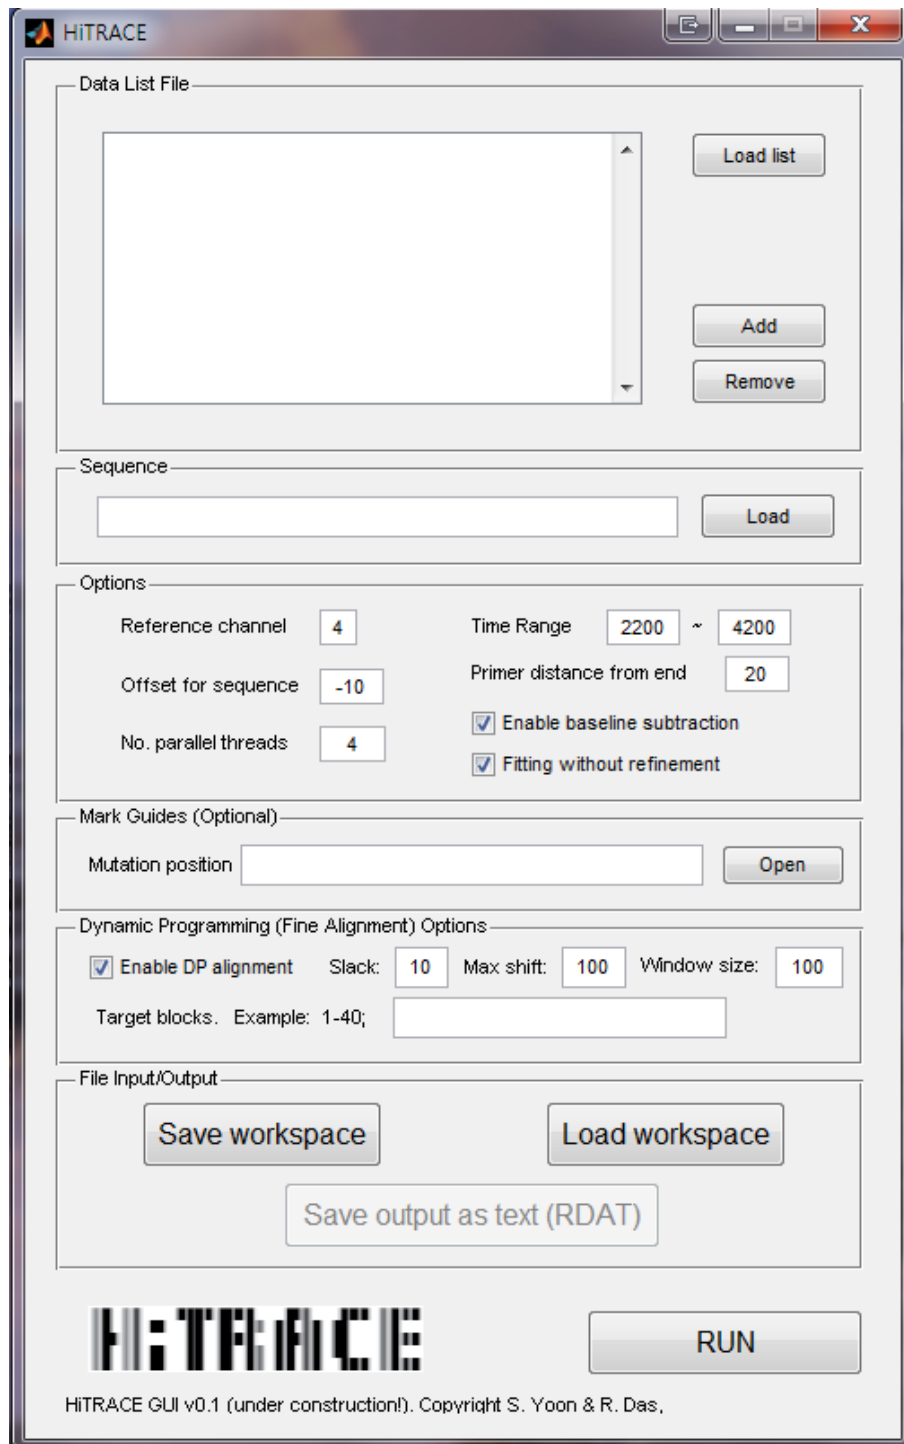 HiTRACE
Data List File
Load list
Add
Remove
Sequence
Load
Options
Reference channel 4 Time Range 2200 ~ 4200
Offset for sequence -10 Primer distance from end 20
No. parallel threads 4 Enable baseline subtraction
Fitting without refinement
Mark Guides (Optional)
Mutation position Open
Dynamic Programming (Fine Alignment) Options
Enable DP alignment Slack: 10 Max shift: 100 Window size: 100
Target blocks. Example: 1-40;
File Input/Output
Save workspace Load workspace
Save output as text (RDAT)
HiTRACE RUN
HiTRACE GUI v0.1 (under construction!). Copyright S. Yoon & R. Das,